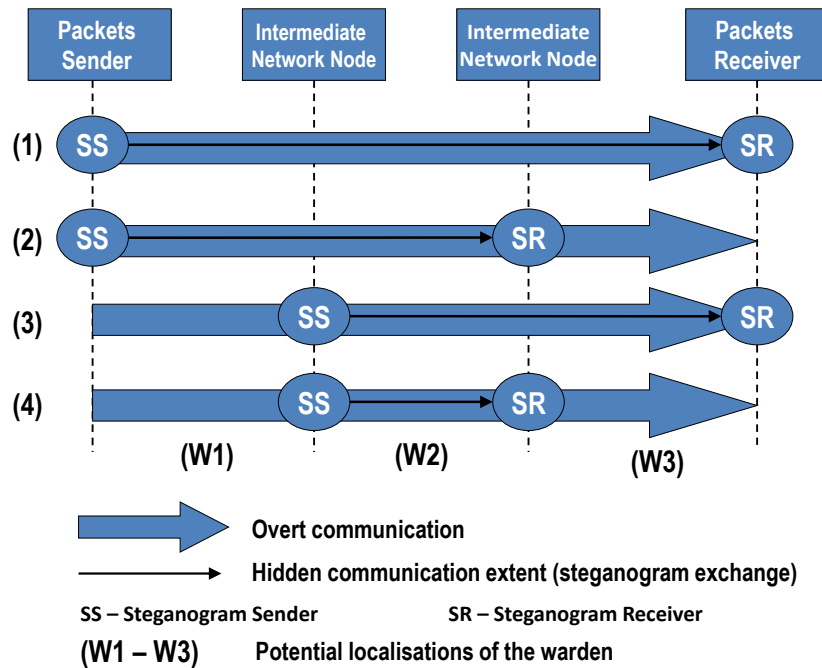 Packets
Sender
Intermediate
Network Node
Intermediate
Network Node
Packets
Receiver
(1) SS SR
(2) SS SR
(3) SS SR
(4) SS SR
(W1) (W2) (W3)
Overt communication
Hidden communication extent (steganogram exchange)
SS – Steganogram Sender SR – Steganogram Receiver
(W1 – W3) Potential localisations of the warden